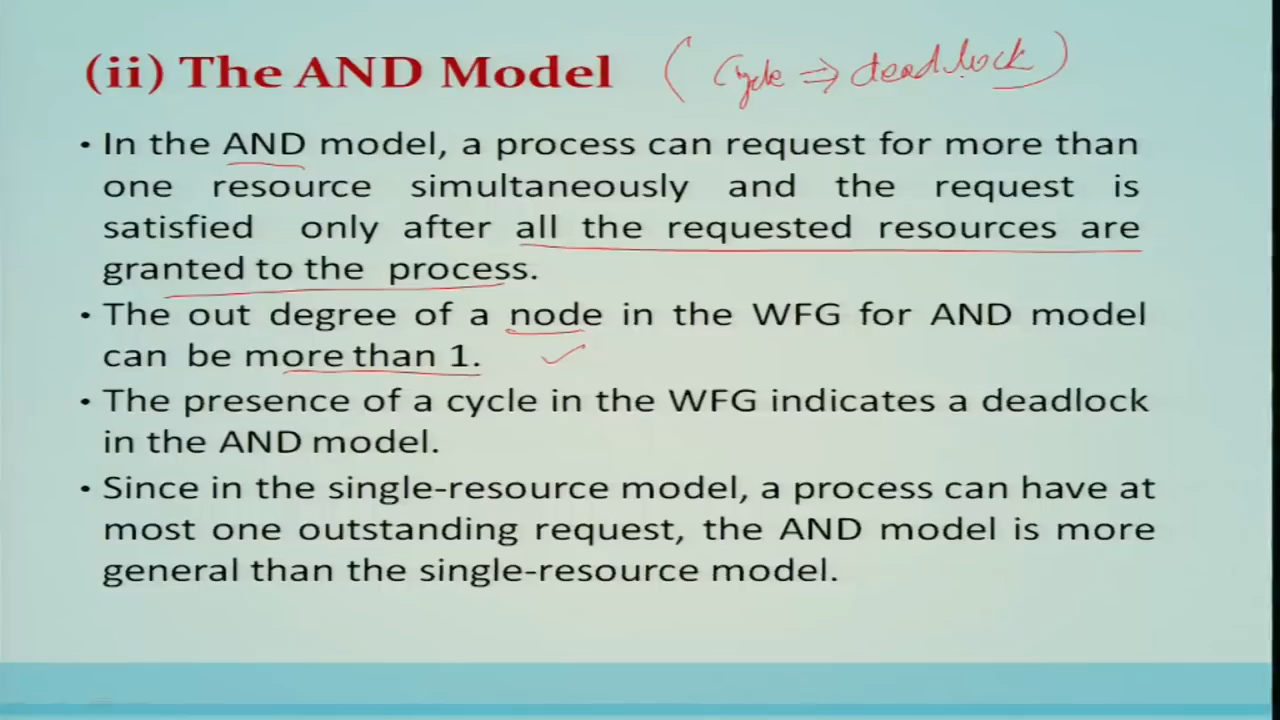 (ii) The AND Model (Cycle ⇒ deadlock)
• In the AND model, a process can request for more than
one resource simultaneously and the request is
satisfied only after all the requested resources are
granted to the process.
• The out degree of a node in the WFG for AND model
can be more than 1.
• The presence of a cycle in the WFG indicates a deadlock
in the AND model.
• Since in the single-resource model, a process can have at
most one outstanding request, the AND model is more
general than the single-resource model.